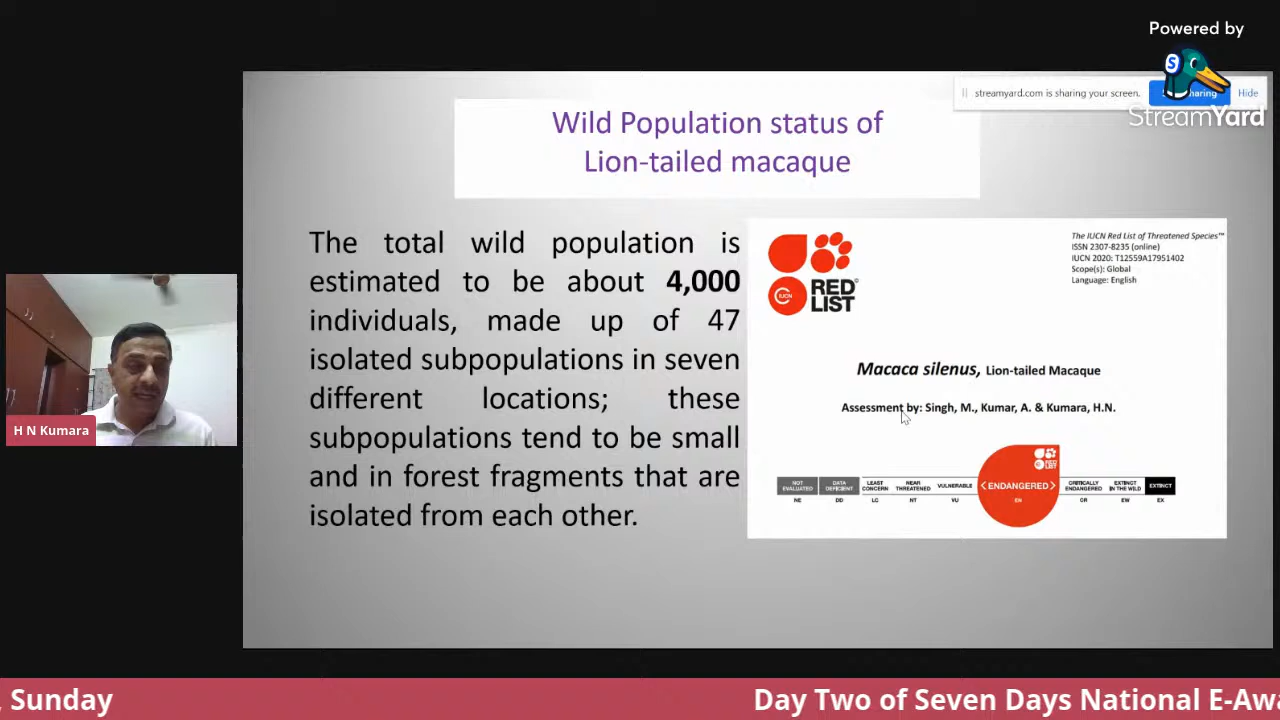 Powered by
streamyard.com is sharing your screen.
Hide
StreamYard
Wild Population status of
Lion-tailed macaque
The total wild population is
estimated to be about 4,000
individuals, made up of 47
isolated subpopulations in seven
different locations; these
subpopulations tend to be small
and in forest fragments that are
isolated from each other.
The IUCN Red List of Threatened Species™
ISSN 2307-8235 (online)
IUCN 2020: T12559A17951402
Scope(s): Global
Language: English
IUCN
RED
LIST
Macaca silenus, Lion-tailed Macaque
Assessment by: Singh, M., Kumar, A. & Kumara, H.N.
NOT EVALUATED
DATA DEFICIENT
LEAST CONCERN
NEAR THREATENED
VULNERABLE
<ENDANGERED>
CRITICALLY ENDANGERED
EXTINCT IN THE WILD
EXTINCT
NE
DD
LC
NT
VU
EN
CR
EW
EX
H N Kumara
, Sunday
Day Two of Seven Days National E-Awa